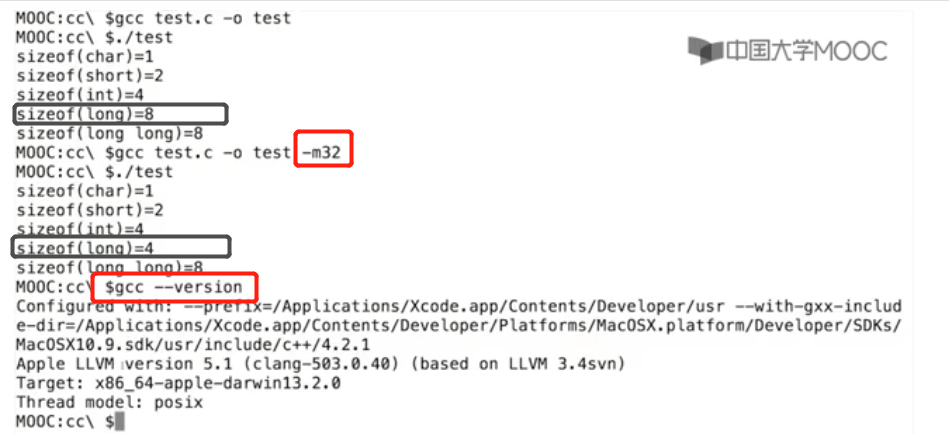 MOOC:cc\ $gcc test.c -o test
MOOC:cc\ $./test
中国大学MOOC
sizeof(char)=1
sizeof(short)=2
sizeof(int)=4
sizeof(long)=8
sizeof(long long)=8
MOOC:cc\ $gcc test.c -o test -m32
MOOC:cc\ $./test
sizeof(char)=1
sizeof(short)=2
sizeof(int)=4
sizeof(long)=4
sizeof(long long)=8
MOOC:cc\ $gcc --version
Configured with: --prefix=/Applications/Xcode.app/Contents/Developer/usr --with-gxx-includ
e-dir=/Applications/Xcode.app/Contents/Developer/Platforms/MacOSX.platform/Developer/SDKs/
MacOSX10.9.sdk/usr/include/c++/4.2.1
Apple LLVM version 5.1 (clang-503.0.40) (based on LLVM 3.4svn)
Target: x86_64-apple-darwin13.2.0
Thread model: posix
MOOC:cc\ $